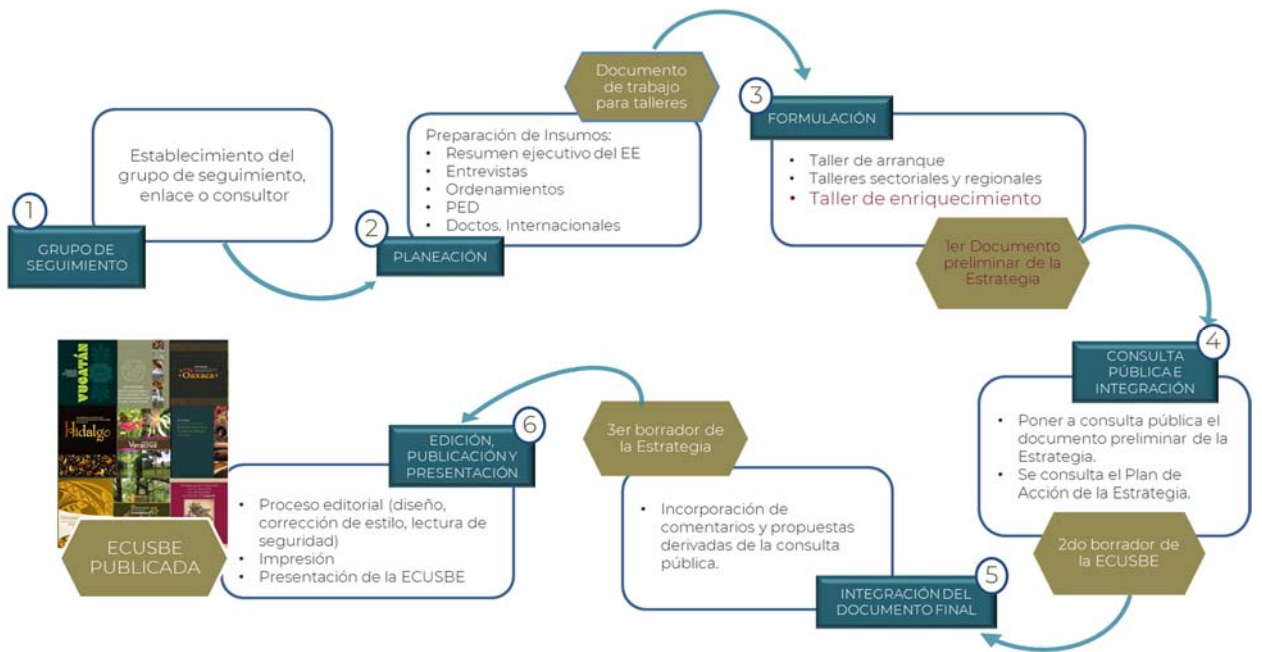 1
GRUPO DE
SEGUIMIENTO
Establecimiento del
grupo de seguimiento,
enlace o consultor
2
PLANEACIÓN
Preparación de Insumos:
• Resumen ejecutivo del EE
• Entrevistas
• Ordenamientos
• PED
• Doctos. Internacionales
Documento
de trabajo
para talleres
3
FORMULACIÓN
• Taller de arranque
• Talleres sectoriales y regionales
• Taller de enriquecimiento
1er Documento
preliminar de la
Estrategia
4
CONSULTA
PÚBLICA E
INTEGRACIÓN
• Poner a consulta pública el
documento preliminar de la
Estrategia.
• Se consulta el Plan de
Acción de la Estrategia.
2do borrador de
la ECUSBE
5
INTEGRACIÓN DEL
DOCUMENTO FINAL
• Incorporación de
comentarios y propuestas
derivadas de la consulta
pública.
3er borrador de
la Estrategia
6
EDICIÓN,
PUBLICACIÓN Y
PRESENTACIÓN
• Proceso editorial (diseño,
corrección de estilo, lectura de
seguridad)
• Impresión
• Presentación de la ECUSBE
YUCATÁN
Oaxaca
Hidalgo
Veracruz
ECUSBE
PUBLICADA